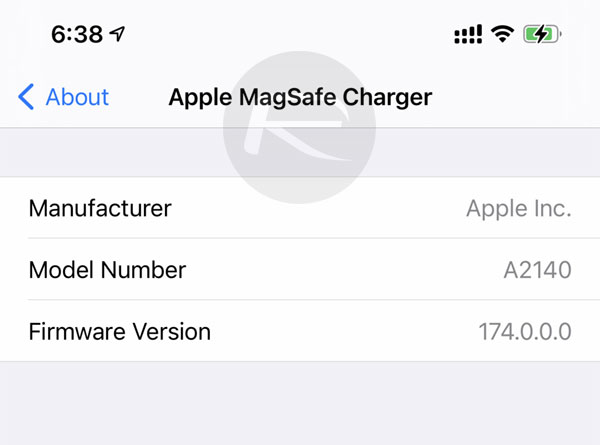 6:38
About Apple MagSafe Charger
Manufacturer Apple Inc.
Model Number A2140
Firmware Version 174.0.0.0